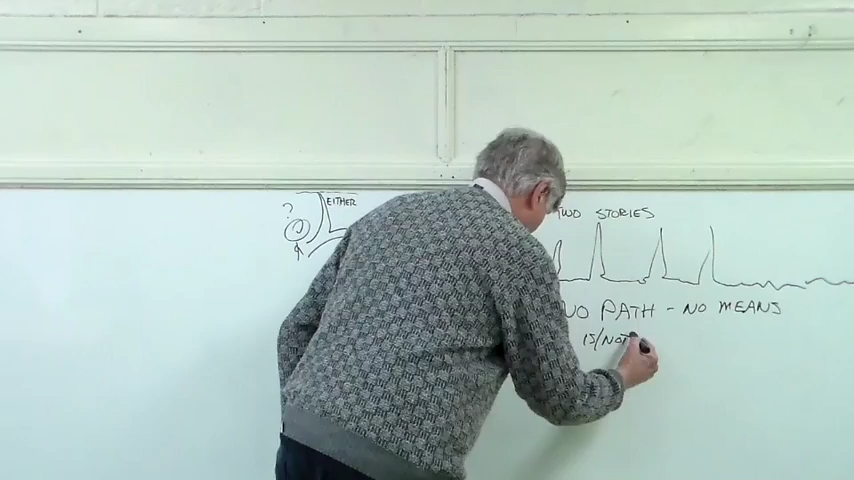 ?
EITHER
TWO STORIES
NO PATH - NO MEANS
IS/NOT